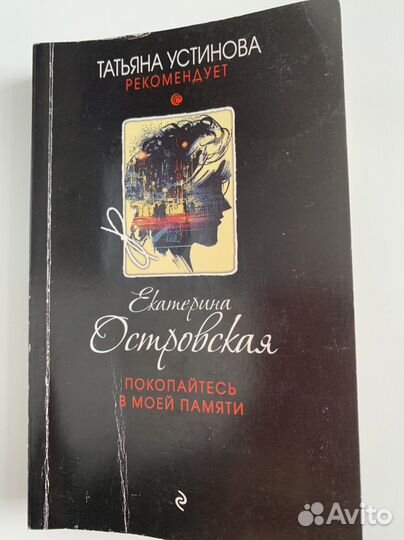 ТАТЬЯНА УСТИНОВА
РЕКОМЕНДУЕТ
Екатерина
Островская
ПОКОПАЙТЕСЬ
В МОЕЙ ПАМЯТИ
Avito